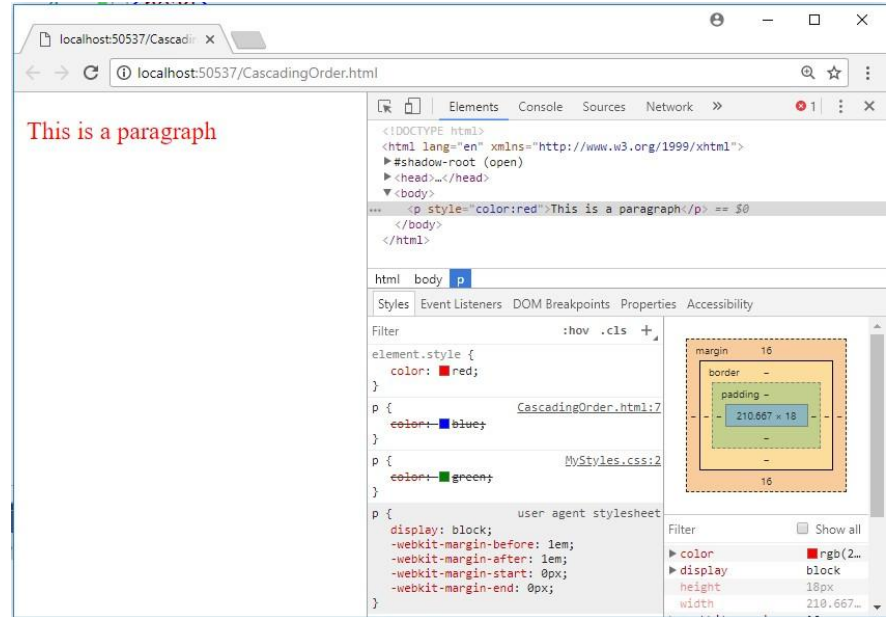 localhost:50537/Cascadin
localhost:50537/CascadingOrder.html
This is a paragraph
Elements Console Sources Network » 1
<!DOCTYPE html>
<html lang="en" xmlns="http://www.w3.org/1999/xhtml">
▶#shadow-root (open)
▶<head>…</head>
▼<body>
... <p style="color:red">This is a paragraph</p> == $0
</body>
</html>
html body p
Styles Event Listeners DOM Breakpoints Properties Accessibility
Filter :hov .cls +
element.style {
color: red;
}
p { CascadingOrder.html:7
color: blue;
}
p { MyStyles.css:2
color: green;
}
p { user agent stylesheet
display: block;
-webkit-margin-before: 1em;
-webkit-margin-after: 1em;
-webkit-margin-start: 0px;
-webkit-margin-end: 0px;
}
margin 16
border –
padding –
- - - 210.667 × 18 - - -
–
–
16
Filter Show all
▶ color rgb(2…
▶ display block
height 18px
width 210.667…